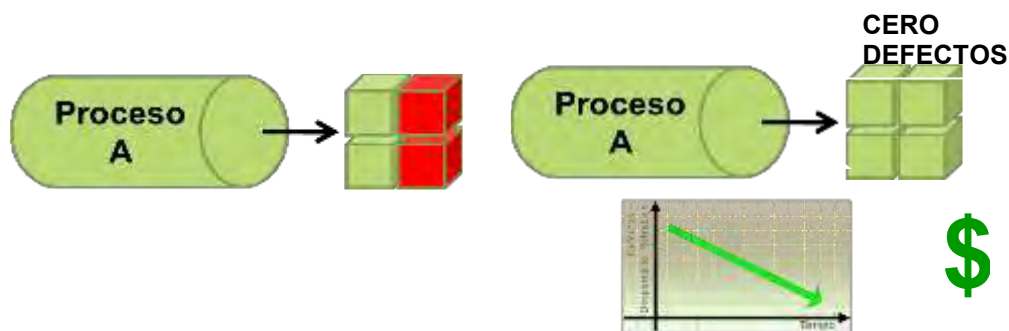 CERO
DEFECTOS
Proceso
A
Proceso
A
Tiempo
$